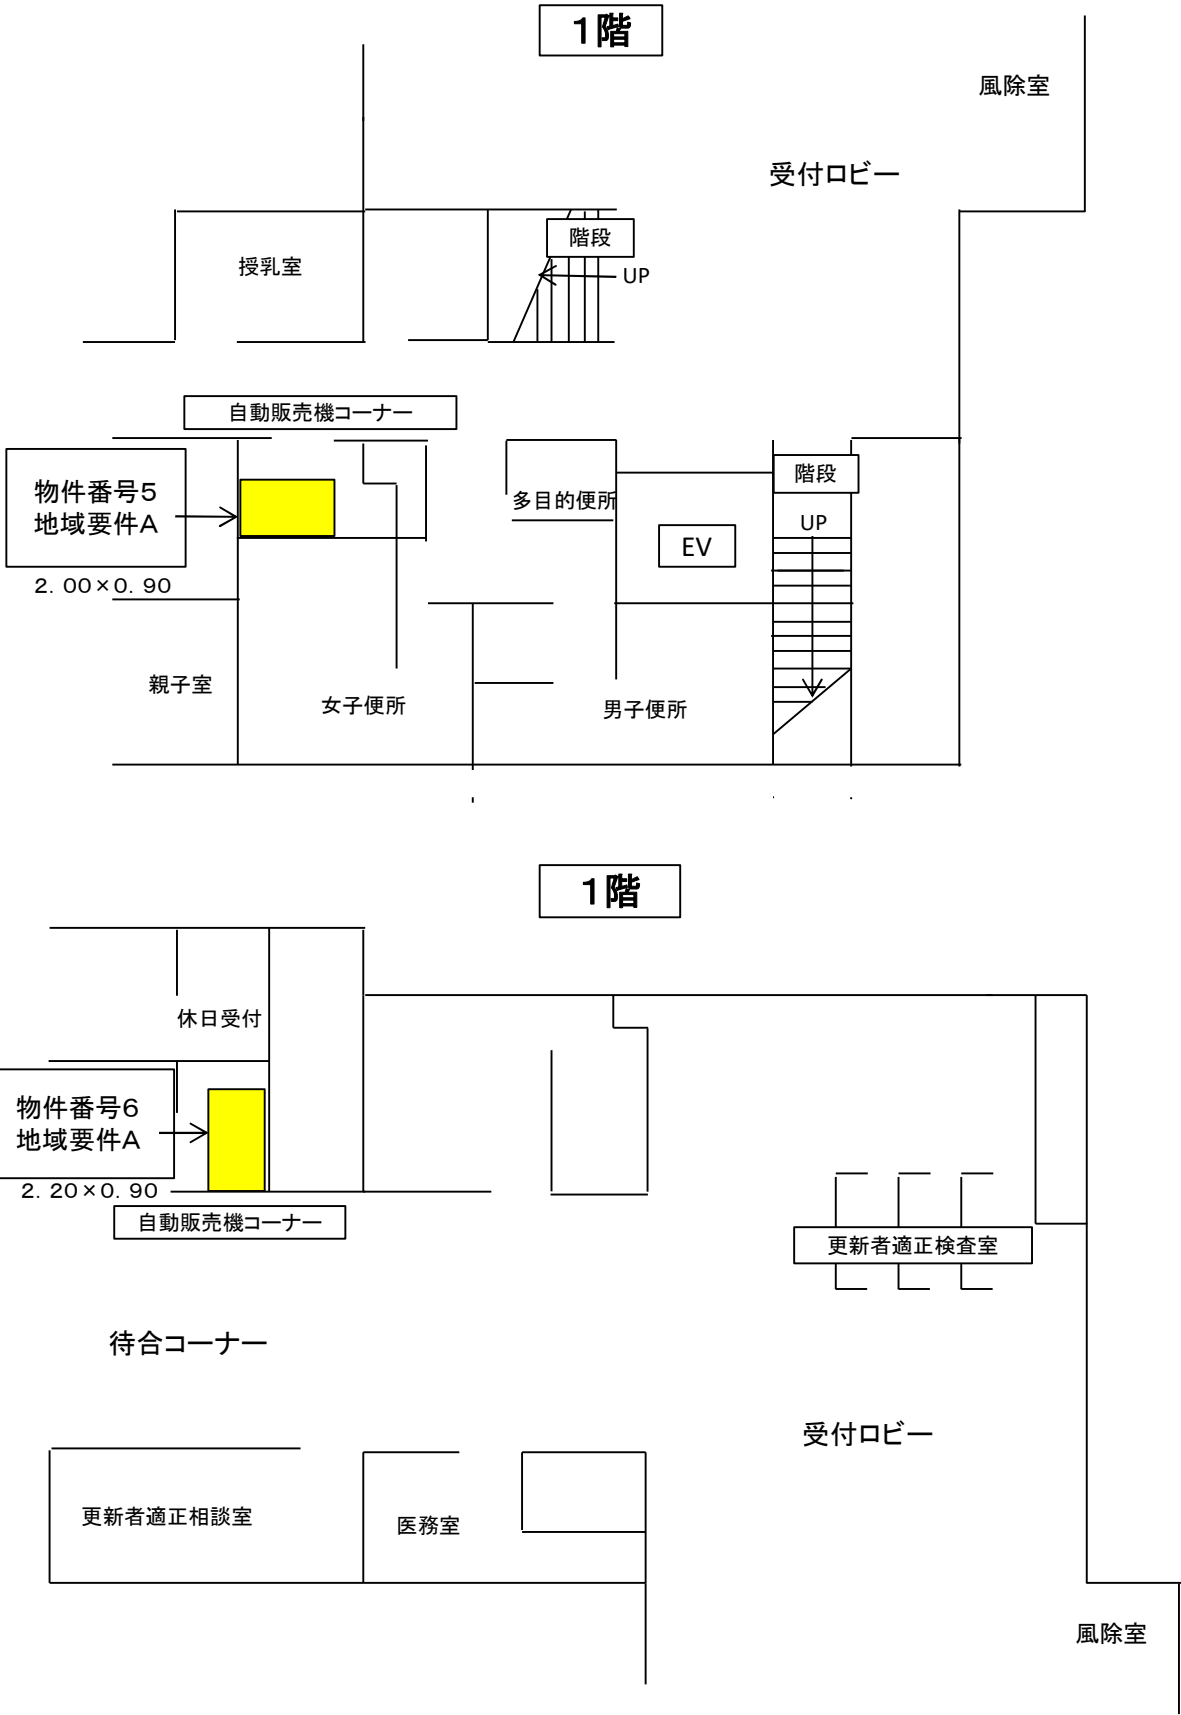 １階
風除室
受付ロビー
階段
授乳室
UP
自動販売機コーナー
物件番号５
地域要件A
２．００×０．９０
多目的便所
階段
UP
EV
親子室
女子便所
男子便所
１階
休日受付
物件番号６
地域要件A
２．２０×０．９０
自動販売機コーナー
更新者適正検査室
待合コーナー
受付ロビー
更新者適正相談室
医務室
風除室